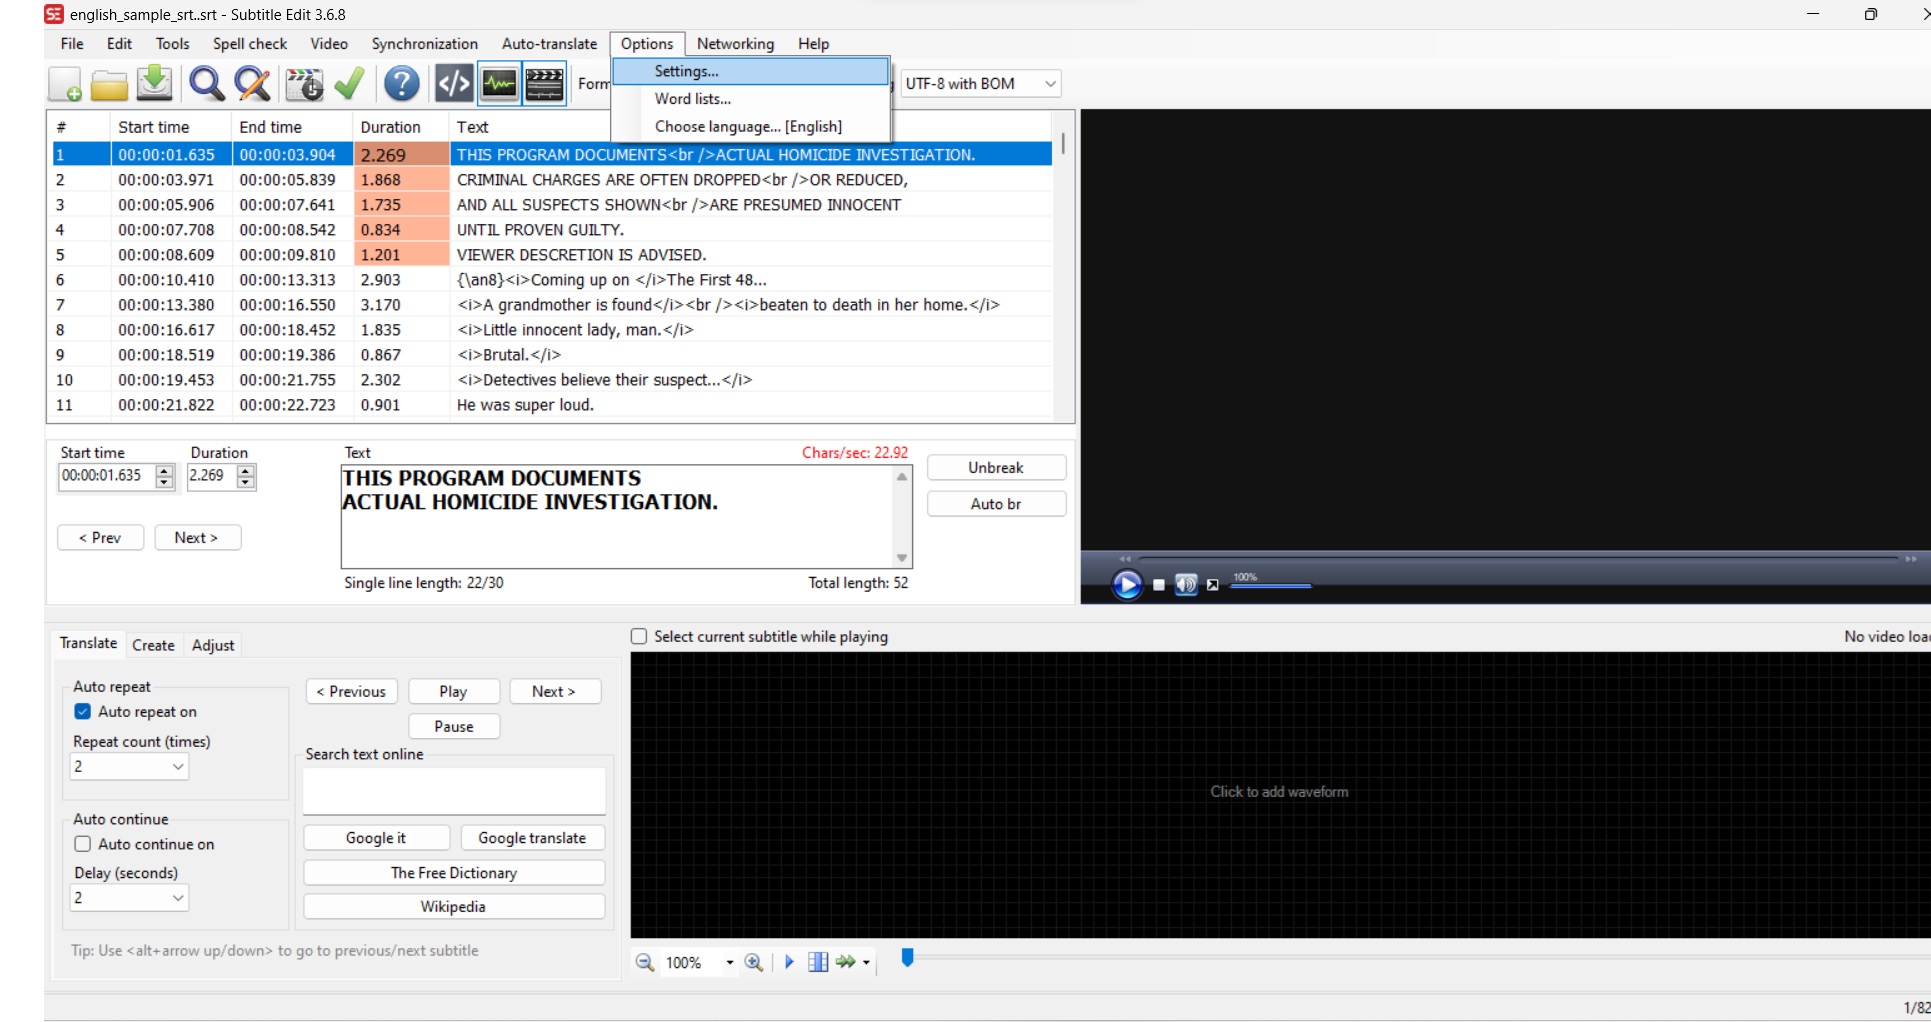 english_sample_srt..srt - Subtitle Edit 3.6.8
File Edit Tools Spell check Video Synchronization Auto-translate Options Networking Help
Settings...
Word lists...
Choose language... [English]
UTF-8 with BOM
# Start time End time Duration Text
1 00:00:01.635 00:00:03.904 2.269 THIS PROGRAM DOCUMENTS<br />ACTUAL HOMICIDE INVESTIGATION.
2 00:00:03.971 00:00:05.839 1.868 CRIMINAL CHARGES ARE OFTEN DROPPED<br />OR REDUCED,
3 00:00:05.906 00:00:07.641 1.735 AND ALL SUSPECTS SHOWN<br />ARE PRESUMED INNOCENT
4 00:00:07.708 00:00:08.542 0.834 UNTIL PROVEN GUILTY.
5 00:00:08.609 00:00:09.810 1.201 VIEWER DESCRETION IS ADVISED.
6 00:00:10.410 00:00:13.313 2.903 {\an8}<i>Coming up on </i>The First 48...
7 00:00:13.380 00:00:16.550 3.170 <i>A grandmother is found</i><br /><i>beaten to death in her home.</i>
8 00:00:16.617 00:00:18.452 1.835 <i>Little innocent lady, man.</i>
9 00:00:18.519 00:00:19.386 0.867 <i>Brutal.</i>
10 00:00:19.453 00:00:21.755 2.302 <i>Detectives believe their suspect...</i>
11 00:00:21.822 00:00:22.723 0.901 He was super loud.
Start time Duration Text Chars/sec: 22.92
00:00:01.635 2.269
THIS PROGRAM DOCUMENTS
ACTUAL HOMICIDE INVESTIGATION.
Unbreak
Auto br
< Prev Next >
Single line length: 22/30 Total length: 52
100%
Translate Create Adjust
Select current subtitle while playing
No video loa
Auto repeat
Auto repeat on
Repeat count (times)
2
Auto continue
Auto continue on
Delay (seconds)
2
< Previous Play Next >
Pause
Search text online
Google it Google translate
The Free Dictionary
Wikipedia
Tip: Use <alt+arrow up/down> to go to previous/next subtitle
Click to add waveform
100%
1/82